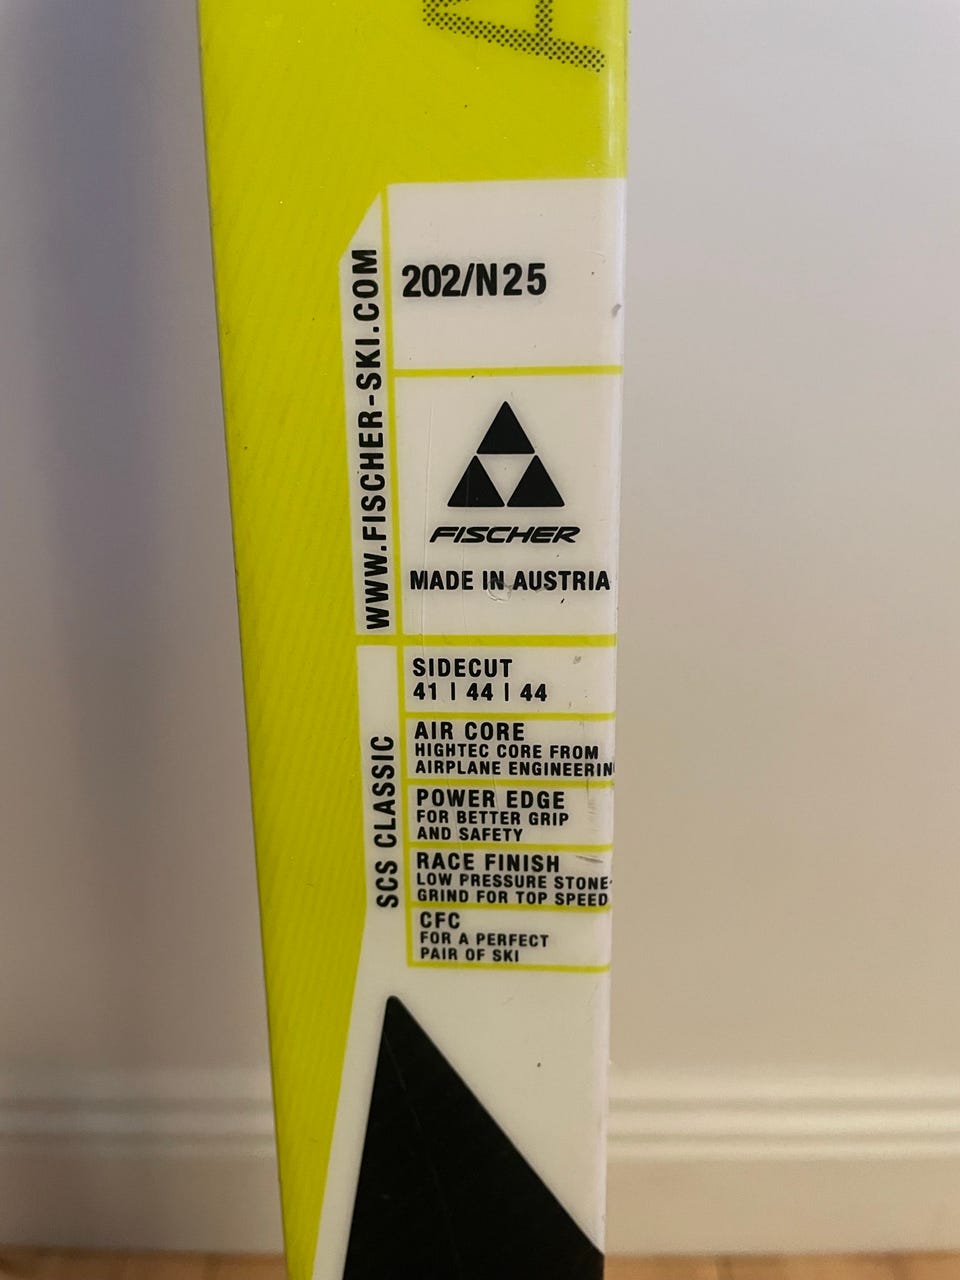 202/N25
WWW.FISCHER-SKI.COM
FISCHER
MADE IN AUSTRIA
SCS CLASSIC
SIDECUT
41 | 44 | 44
AIR CORE
HIGHTEC CORE FROM
AIRPLANE ENGINEERIN
POWER EDGE
FOR BETTER GRIP
AND SAFETY
RACE FINISH
LOW PRESSURE STONE-
GRIND FOR TOP SPEED
CFC
FOR A PERFECT
PAIR OF SKI